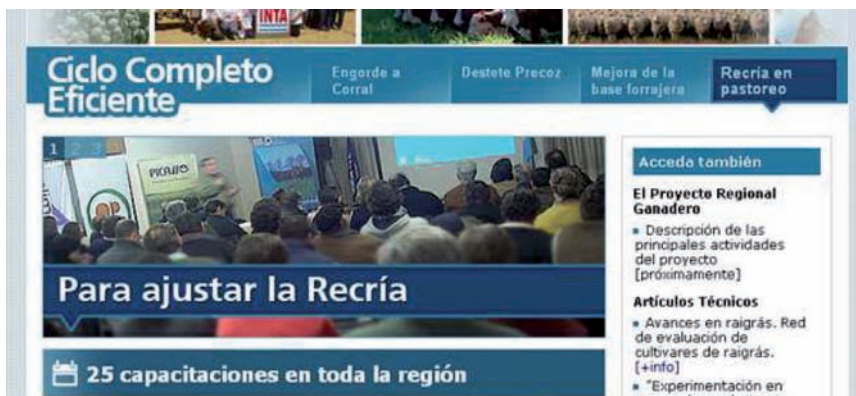 INTA
Ciclo Completo
Eficiente
Engorde a
Corral
Destete Precoz
Mejora de la
base forrajera
Recría en
pastoreo
1 2 3
PICASSO
Para ajustar la Recría
25 capacitaciones en toda la región
Acceda también
El Proyecto Regional
Ganadero
Descripción de las
principales actividades
del proyecto
[próximamente]
Artículos Técnicos
Avances en raigrás. Red
de evaluación de
cultivares de raigrás.
[+info]
"Experimentación en